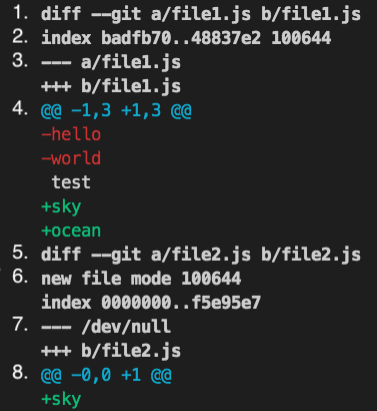 1. diff --git a/file1.js b/file1.js
2. index badfb70..48837e2 100644
3. --- a/file1.js
+++ b/file1.js
4. @@ -1,3 +1,3 @@
-hello
-world
 test
+sky
+ocean
5. diff --git a/file2.js b/file2.js
6. new file mode 100644
index 0000000..f5e95e7
7. --- /dev/null
+++ b/file2.js
8. @@ -0,0 +1 @@
+sky